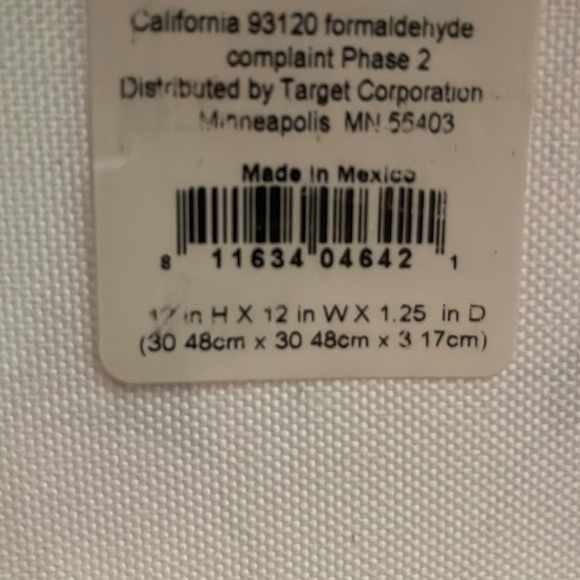 California 93120 formaldehyde
complaint Phase 2
Distributed by Target Corporation
Minneapolis MN 55403
Made in Mexico
8 11634 04642 1
12 in H X 12 in W X 1.25 in D
(30 48cm x 30 48cm x 3 17cm)